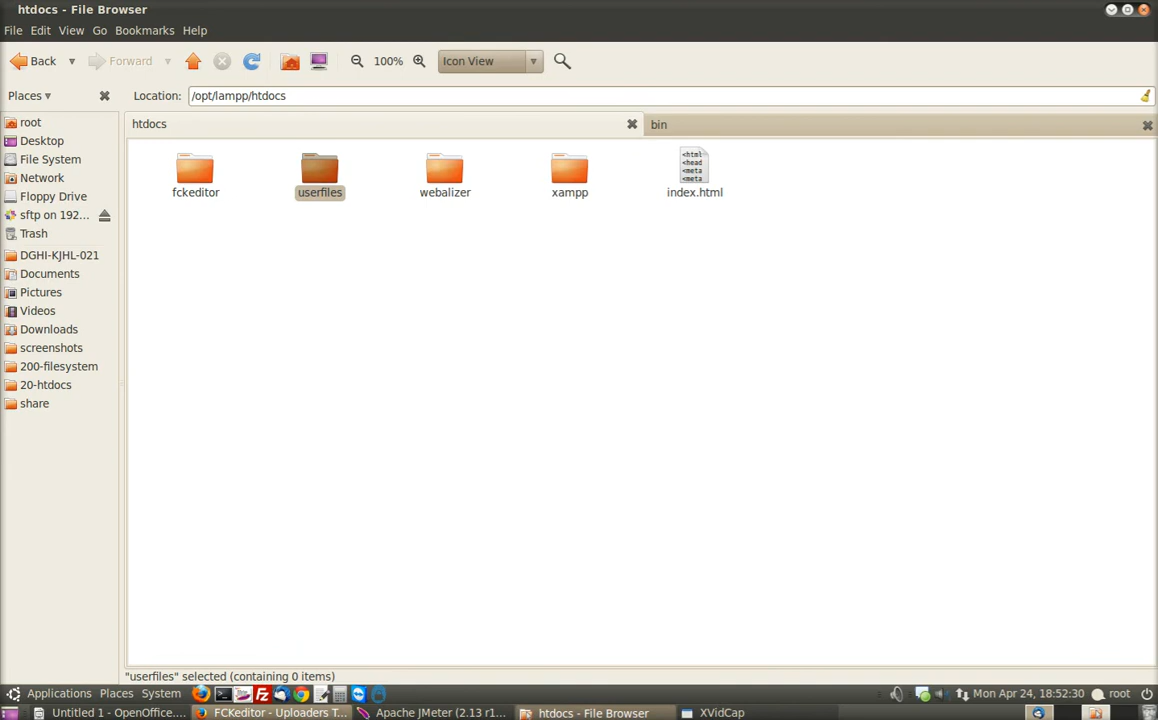 htdocs - File Browser
File Edit View Go Bookmarks Help
Back Forward 100% Icon View
Places Location: /opt/lampp/htdocs
root
Desktop
File System
Network
Floppy Drive
sftp on 192...
Trash
DGHI-KJHL-021
Documents
Pictures
Videos
Downloads
screenshots
200-filesystem
20-htdocs
share
htdocs bin
<html
<head
<meta
<meta
fckeditor userfiles webalizer xampp index.html
"userfiles" selected (containing 0 items)
Applications Places System Mon Apr 24, 18:52:30 root
Untitled 1 - OpenOffice.... FCKeditor - Uploaders T... Apache JMeter (2.13 r1... htdocs - File Browser XVidCap